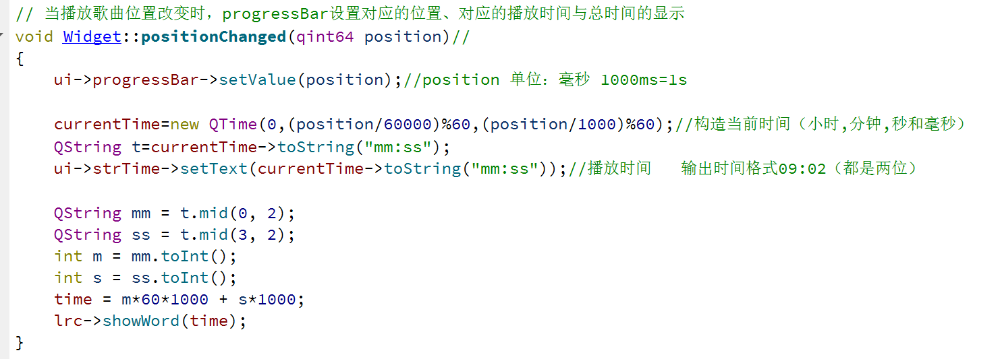 // 当播放歌曲位置改变时，progressBar设置对应的位置、对应的播放时间与总时间的显示
void Widget::positionChanged(qint64 position)//
{
    ui->progressBar->setValue(position);//position 单位：毫秒 1000ms=1s
    currentTime=new QTime(0,(position/60000)%60,(position/1000)%60);//构造当前时间（小时,分钟,秒和毫秒）
    QString t=currentTime->toString("mm:ss");
    ui->strTime->setText(currentTime->toString("mm:ss"));//播放时间   输出时间格式09:02（都是两位）
    QString mm = t.mid(0, 2);
    QString ss = t.mid(3, 2);
    int m = mm.toInt();
    int s = ss.toInt();
    time = m*60*1000 + s*1000;
    lrc->showWord(time);
}